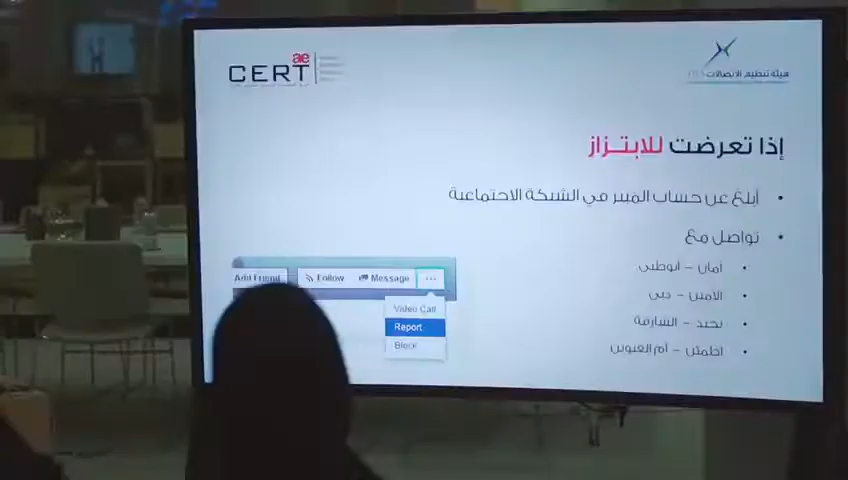 CERT ae
هيئة تنظيم الاتصالات TRA
إذا تعرضت للابتزاز
• أبلغ عن حساب المبتز في الشبكة الاجتماعية
• تواصل مع
• أمان - أبوظبي
• الأمين - دبي
• نجيد - الشارقة
• اطمئن - أم القيوين
Add Friend Follow Message ...
Video Call
Report
Block